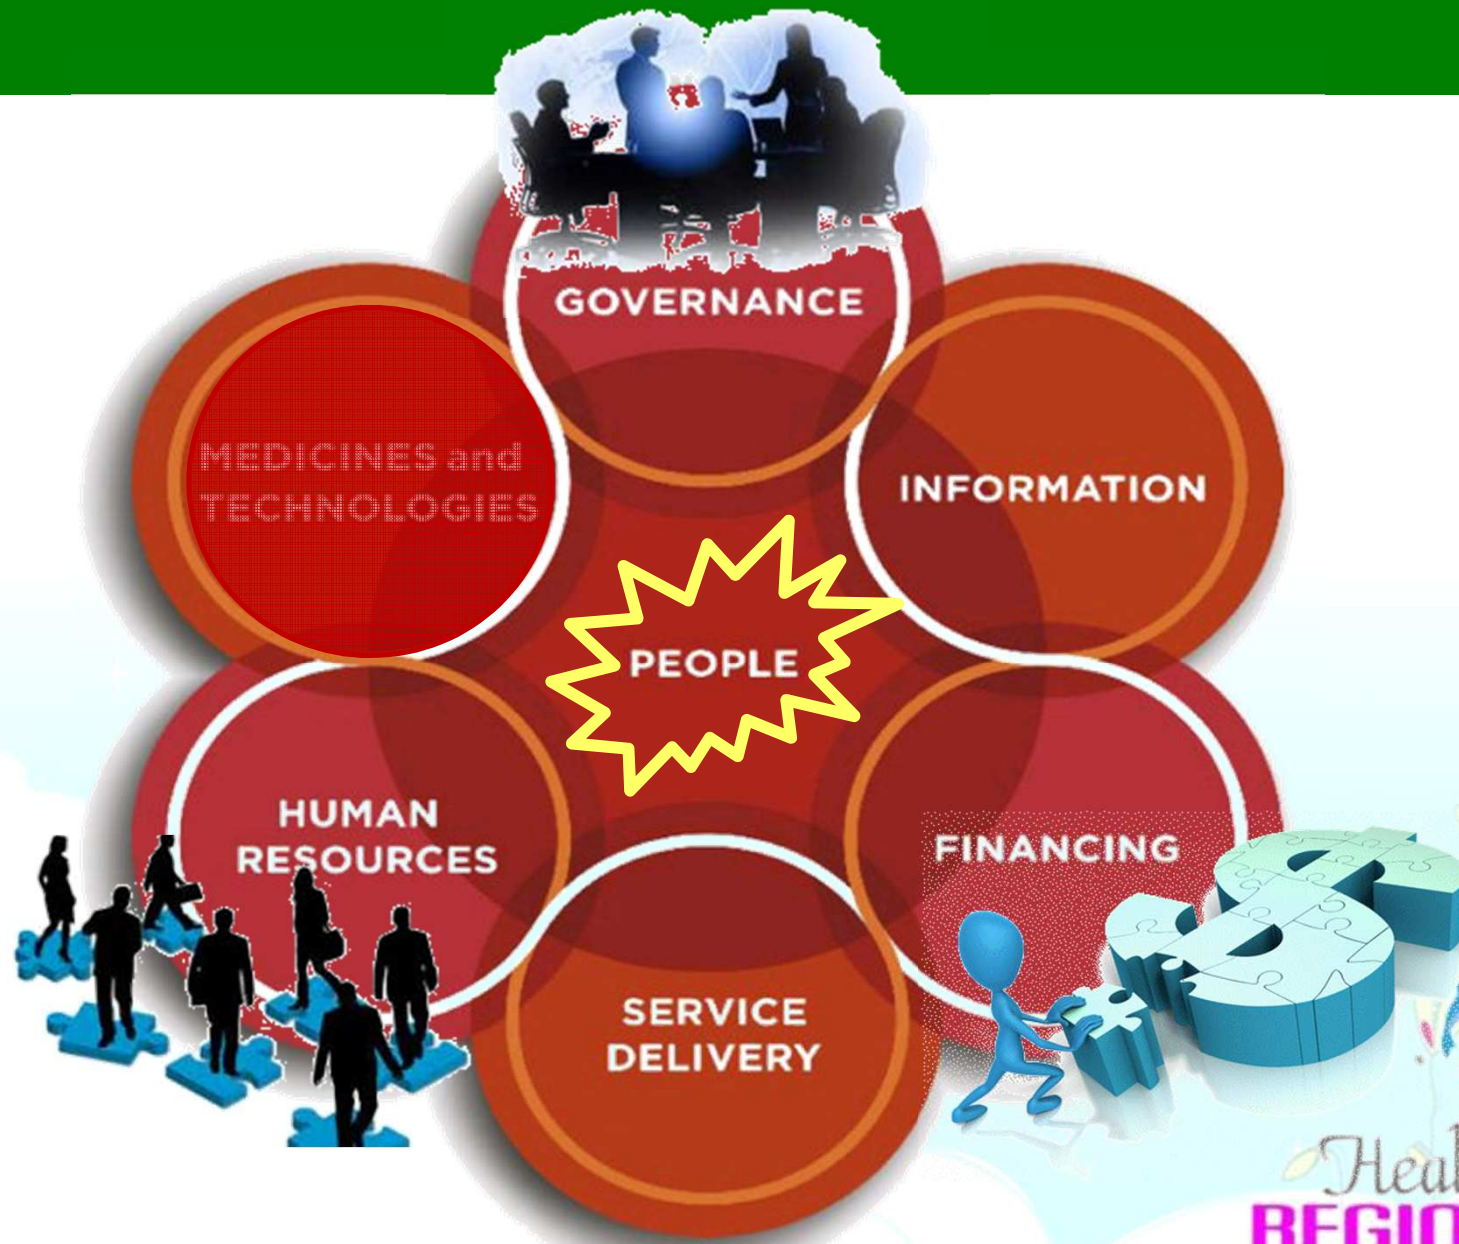 GOVERNANCE
MEDICINES and
TECHNOLOGIES
INFORMATION
PEOPLE
HUMAN
RESOURCES
FINANCING
SERVICE
DELIVERY